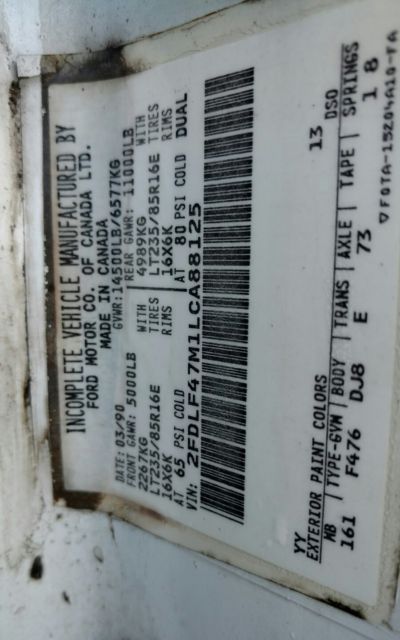 INCOMPLETE VEHICLE MANUFACTURED BY
FORD MOTOR CO. OF CANADA LTD.
MADE IN CANADA
DATE: 03/90 GVWR: 14500LB/6577KG
FRONT GAWR: 5000LB REAR GAWR: 11000LB
2267KG WITH 4989KG WITH
LT235/85R16E TIRES LT235/85R16E TIRES
16X6K RIMS 16X6K RIMS
AT 65 PSI COLD AT 80 PSI COLD DUAL
VIN: 2FDLF47M1LCA88125
YY
EXTERIOR PAINT COLORS 13 DSO
WB | TYPE-GVW | BODY | TRANS | AXLE | TAPE | SPRINGS
161 F476 DJ8 E 73 1 8
▽F0TA-15204A10-FA